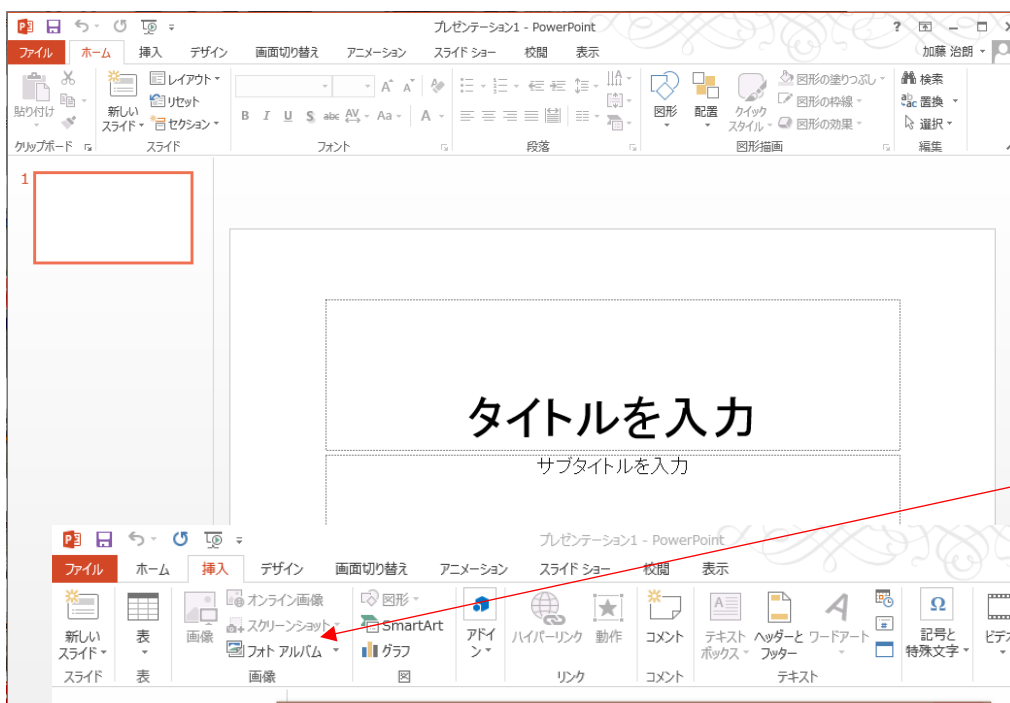 プレゼンテーション1 - PowerPoint
?
ファイル ホーム 挿入 デザイン 画面切り替え アニメーション スライド ショー 校閲 表示 加藤 治朗
貼り付け
新しい
スライド
レイアウト
リセット
セクション
B I U S abc AV Aa A
A A
図形
配置
クイック
スタイル
図形の塗りつぶし
図形の枠線
図形の効果
検索
置換
選択
クリップボード スライド フォント 段落 図形描画 編集
1
タイトルを入力
サブタイトルを入力
プレゼンテーション1 - PowerPoint
ファイル ホーム 挿入 デザイン 画面切り替え アニメーション スライド ショー 校閲 表示
新しい
スライド
表
画像
オンライン画像
スクリーンショット
フォト アルバム
図形
SmartArt
グラフ
アドイ
ン
ハイパーリンク
動作
コメント
テキスト
ボックス
ヘッダーと
フッター
ワードアート
Ω
記号と
特殊文字
スライド 表 画像 図 リンク コメント テキスト